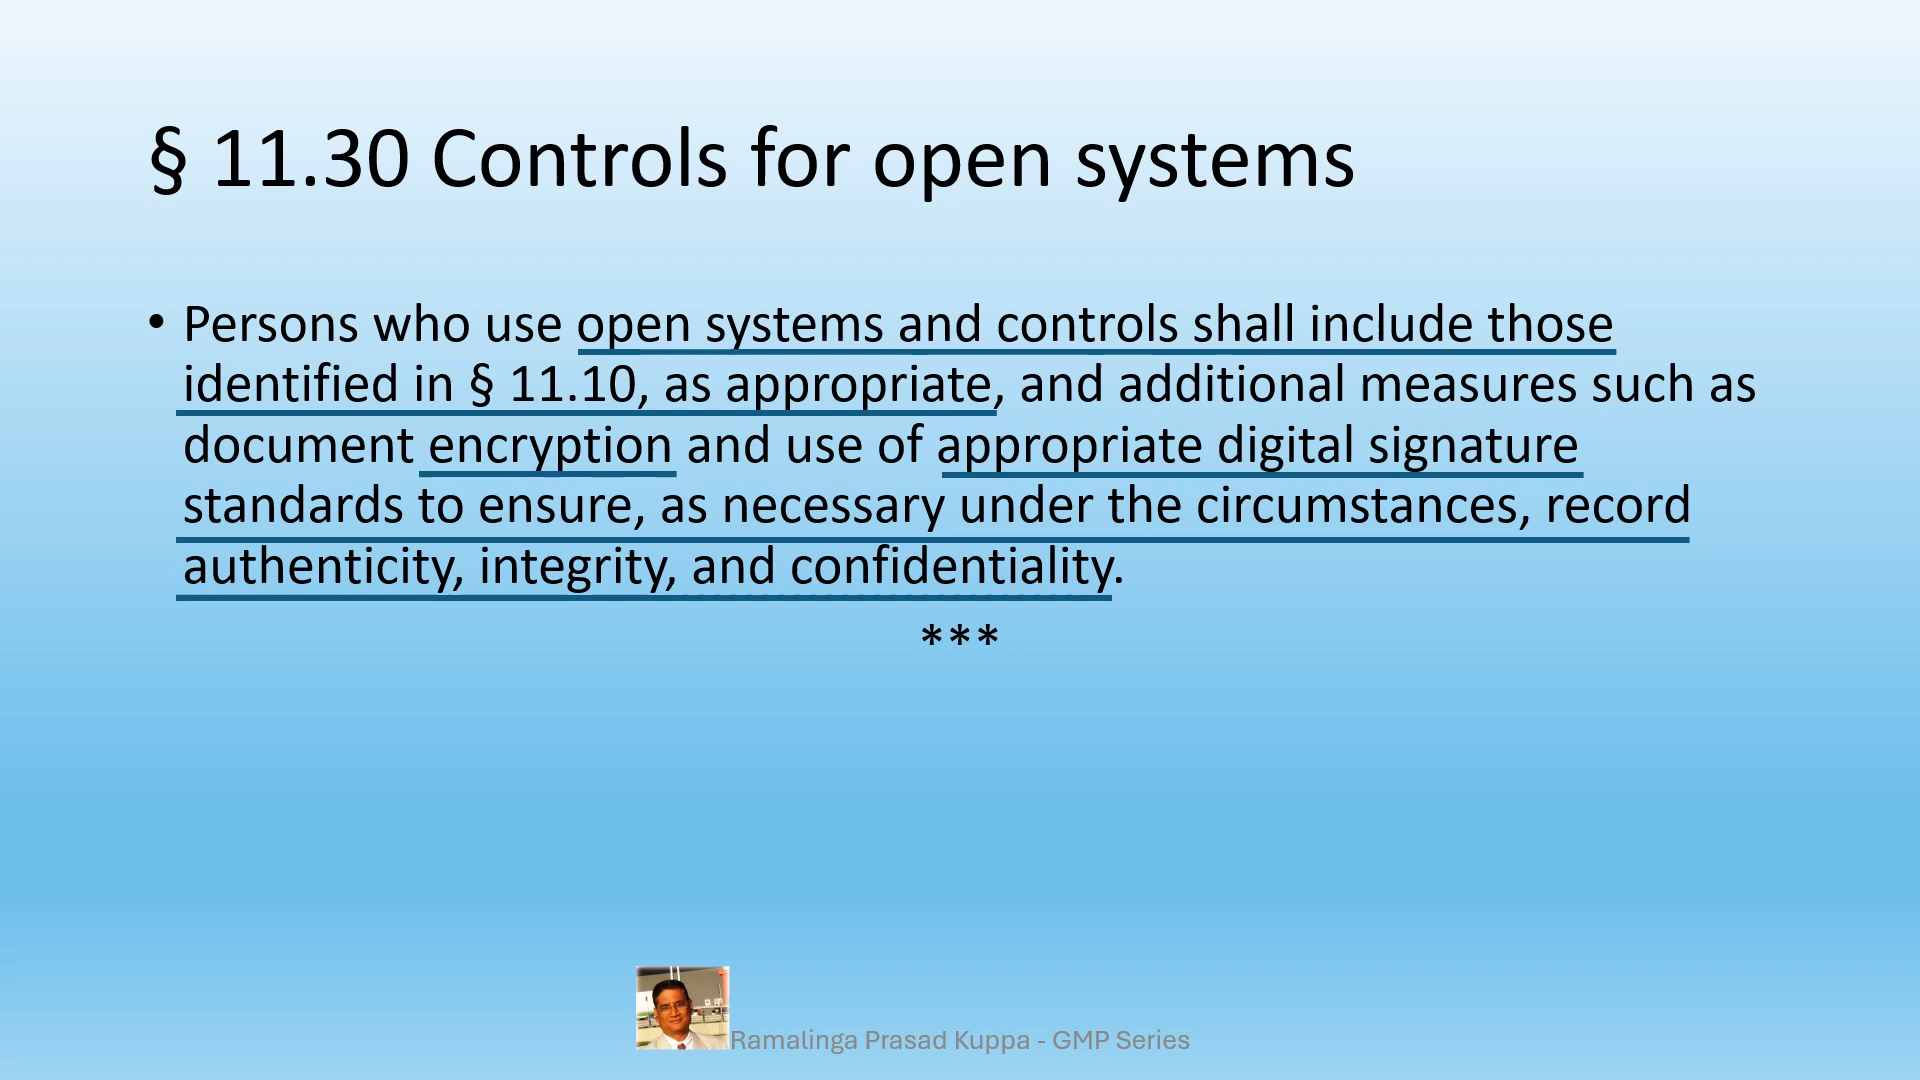 § 11.30 Controls for open systems
• Persons who use open systems and controls shall include those
identified in § 11.10, as appropriate, and additional measures such as
document encryption and use of appropriate digital signature
standards to ensure, as necessary under the circumstances, record
authenticity, integrity, and confidentiality.
***
Ramalinga Prasad Kuppa - GMP Series